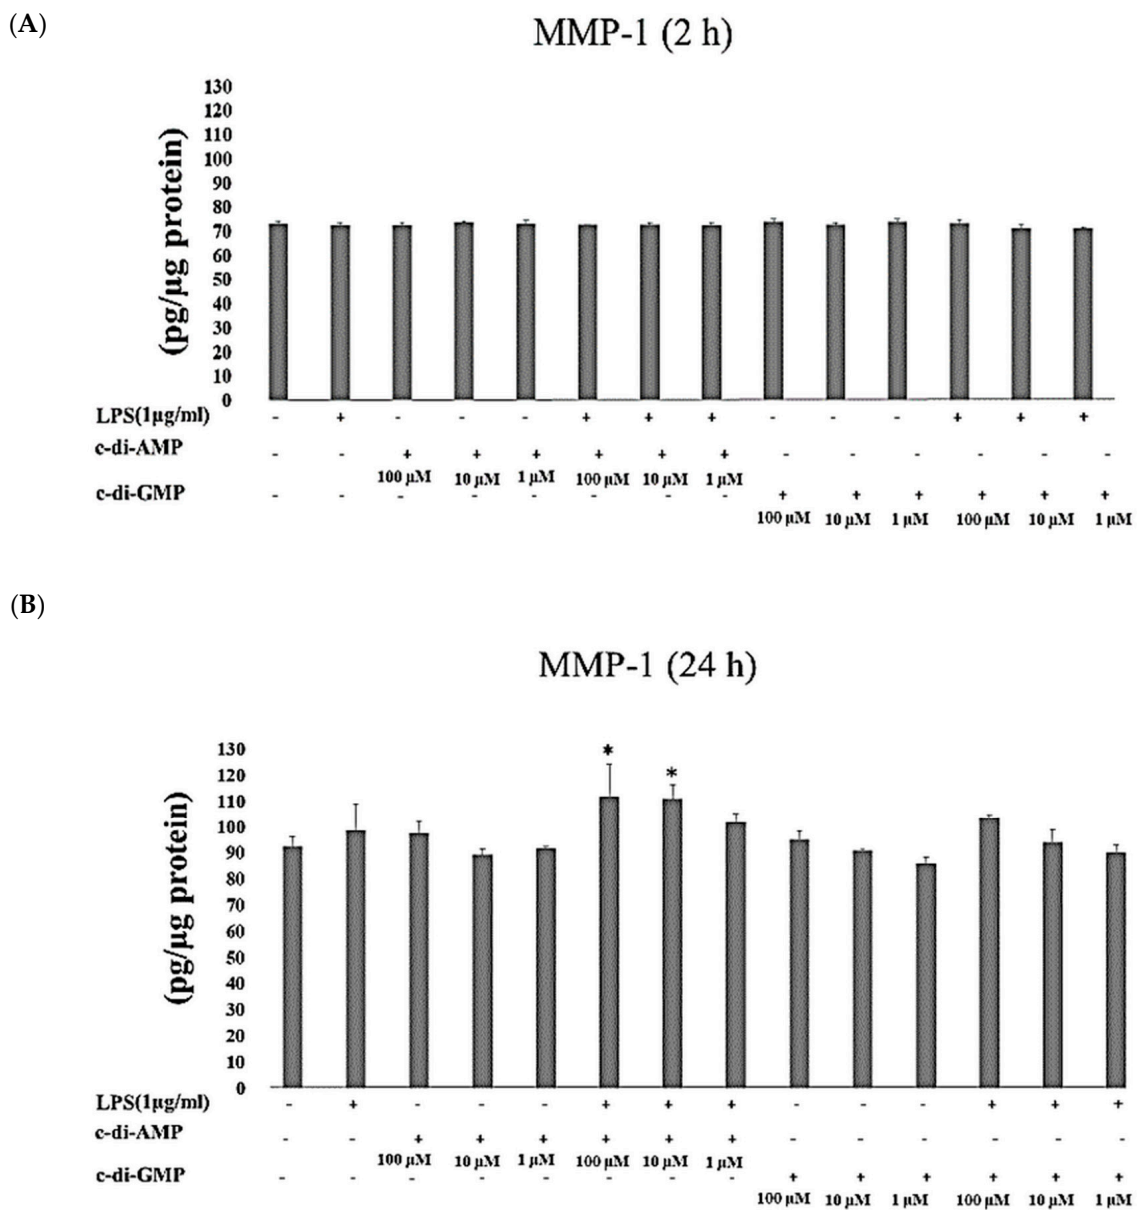 (A)
MMP-1 (2 h)
(pg/µg protein)
130
120
110
100
90
80
70
60
50
40
30
20
10
0
LPS(1µg/ml) - + - - - + + + - - - + + +
c-di-AMP - - + + + + + + - - - - - -
100 µM 10 µM 1 µM 100 µM 10 µM 1 µM
c-di-GMP - - - - - - - - + + + + + +
100 µM 10 µM 1 µM 100 µM 10 µM 1 µM
(B)
MMP-1 (24 h)
(pg/µg protein)
130
120
110
100
90
80
70
60
50
40
30
20
10
0
* *
LPS(1µg/ml) - + - - - + + + - - - + + +
c-di-AMP - - + + + + + + - - - - - -
100 µM 10 µM 1 µM 100 µM 10 µM 1 µM
c-di-GMP - - - - - - - - + + + + + +
100 µM 10 µM 1 µM 100 µM 10 µM 1 µM